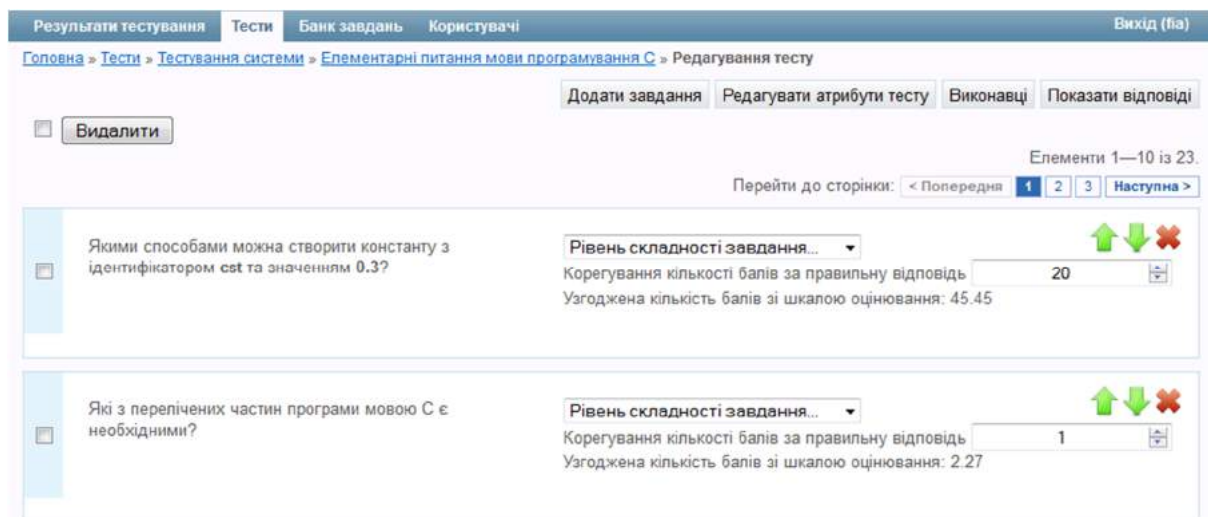 Результати тестування Тести Банк завдань Користувачі Вихід (fia)
Головна » Тести » Тестування системи » Елементарні питання мови програмування С » Редагування тесту
Додати завдання Редагувати атрибути тесту Виконавці Показати відповіді
Видалити
Елементи 1—10 із 23.
Перейти до сторінки: < Попередня 1 2 3 Наступна >
Якими способами можна створити константу з
ідентифікатором cst та значенням 0.3?
Рівень складності завдання...
Корегування кількості балів за правильну відповідь 20
Узгоджена кількість балів зі шкалою оцінювання: 45.45
Які з перелічених частин програми мовою С є
необхідними?
Рівень складності завдання...
Корегування кількості балів за правильну відповідь 1
Узгоджена кількість балів зі шкалою оцінювання: 2.27